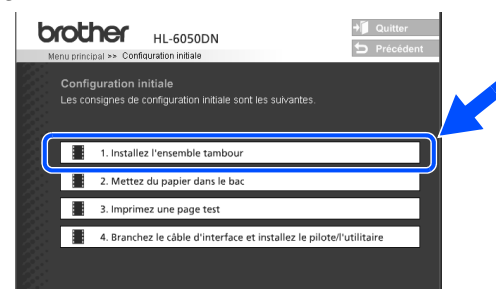 brother HL-6050DN
Quitter
Précédent
Menu principal >> Configuration initiale
Configuration initiale
Les consignes de configuration initiale sont les suivantes.
1. Installez l'ensemble tambour
2. Mettez du papier dans le bac
3. Imprimez une page test
4. Branchez le câble d'interface et installez le pilote/l'utilitaire